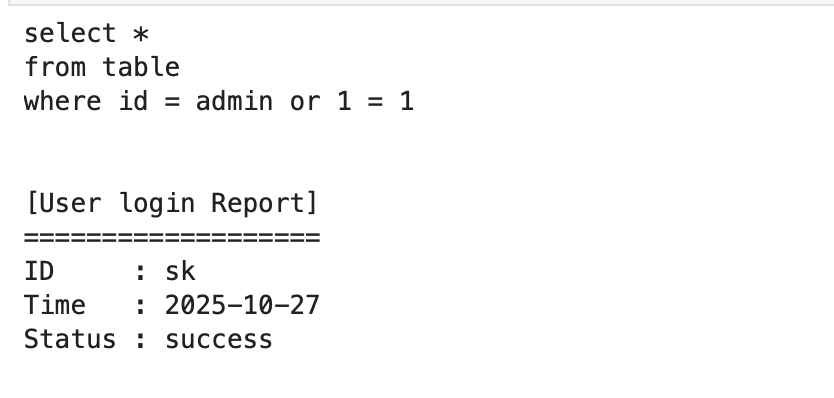 select *
from table
where id = admin or 1 = 1
[User login Report]
===================
ID     : sk
Time   : 2025-10-27
Status : success